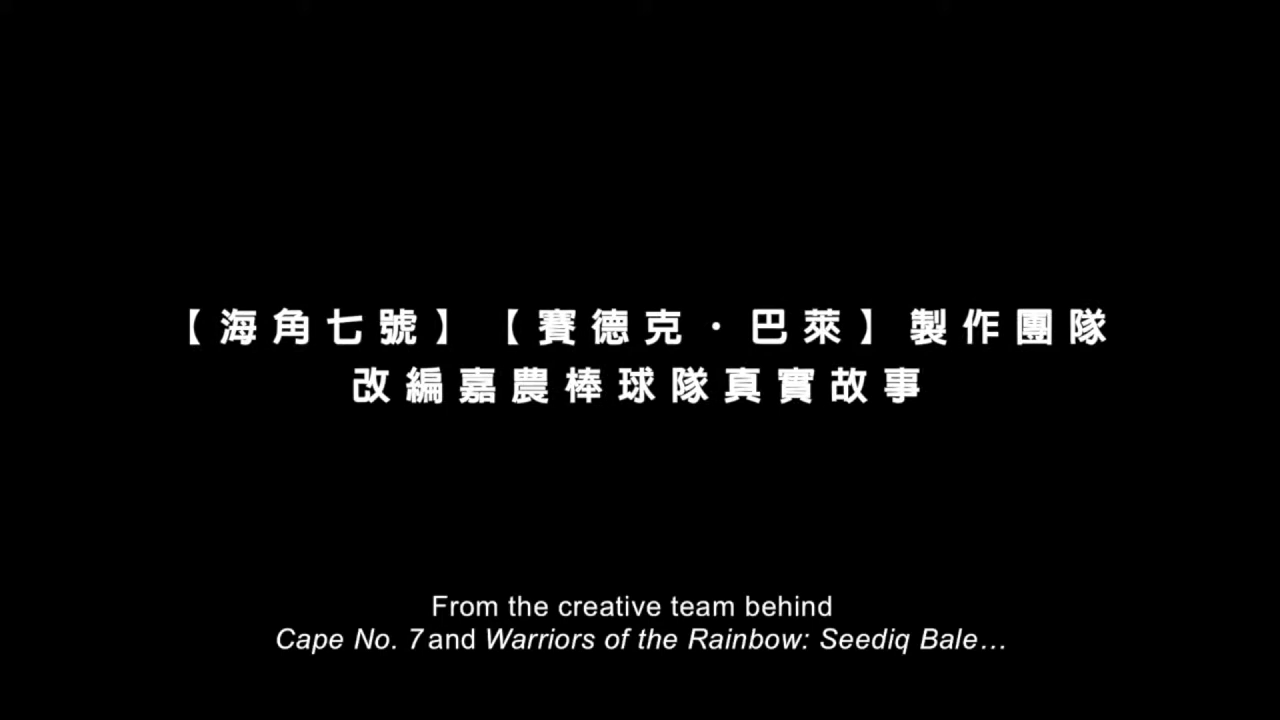 【海角七號】【賽德克·巴萊】製作團隊
改編嘉農棒球隊真實故事
From the creative team behind
Cape No. 7 and Warriors of the Rainbow: Seediq Bale...